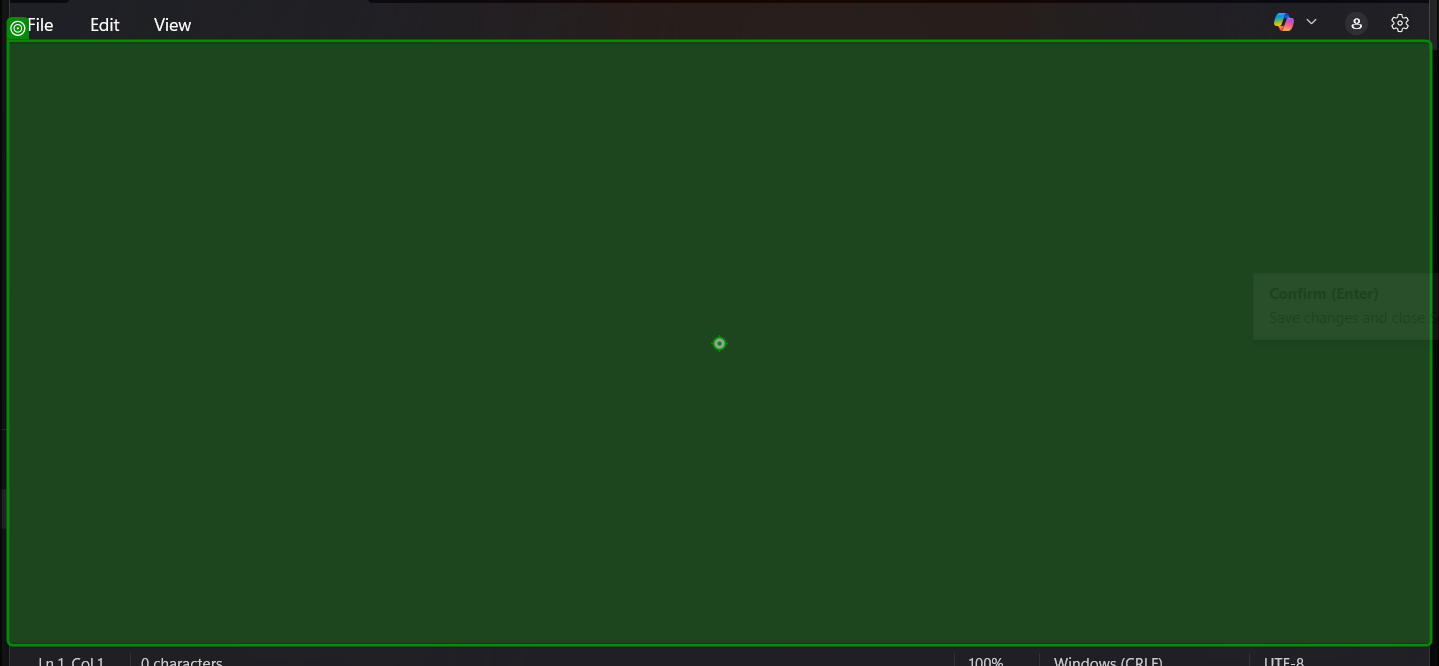 File Edit View
Confirm (Enter)
Save changes and close
Ln 1, Col 1 0 characters 100% Windows (CRLF) UTF-8